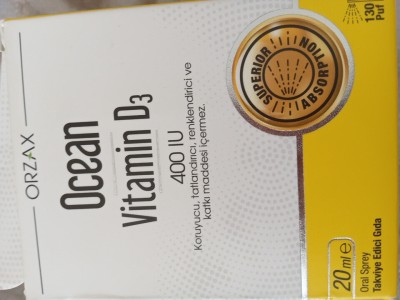 ORZAX
Ocean
Vitamin D3
400 IU
Koruyucu, tatlandırıcı, renklendirici ve
katkı maddesi içermez.
SUPERIOR
ABSORPTION
130
Puf
20 ml e
Oral Sprey
Takviye Edici Gıda